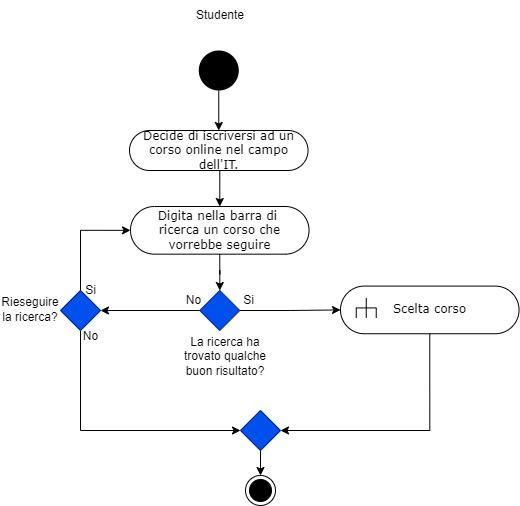 Studente
Decide di iscriversi ad un
corso online nel campo
dell'IT.
Digita nella barra di
ricerca un corso che
vorrebbe seguire
Si
Rieseguire
la ricerca?
No
No
Si
La ricerca ha
trovato qualche
buon risultato?
Scelta corso